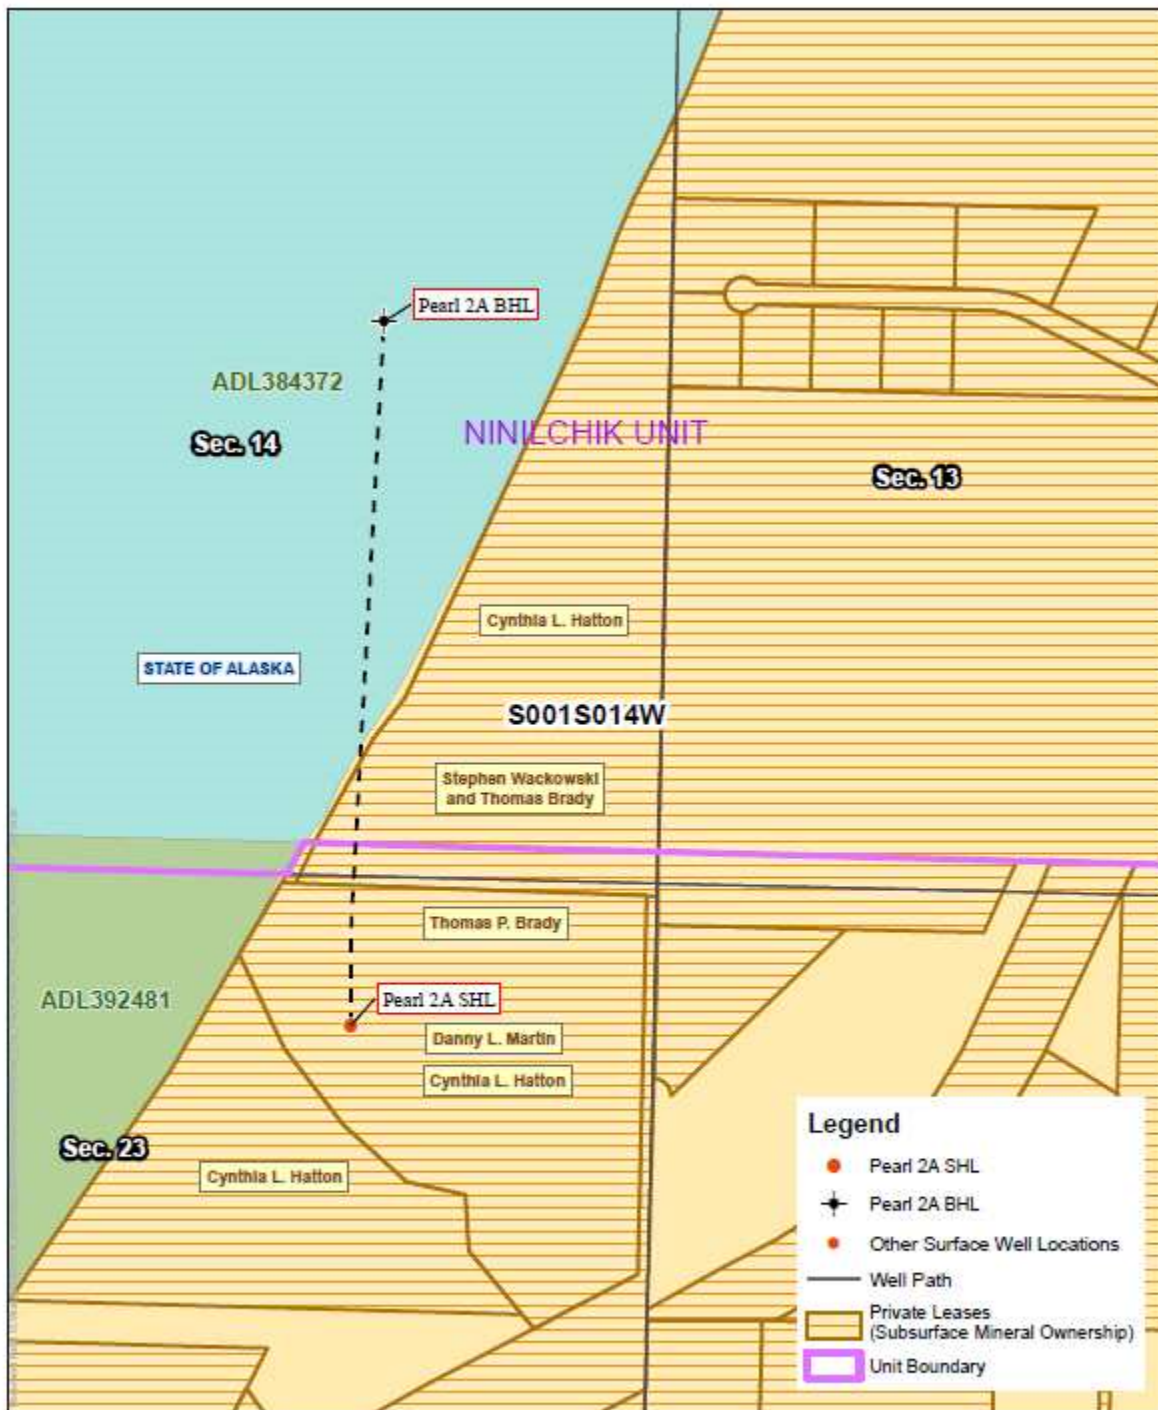 Pearl 2A BHL
ADL384372
NINILCHIK UNIT
Sec. 14
Sec. 13
Cynthia L. Hatton
STATE OF ALASKA
S001S014W
Stephen Wackowski
and Thomas Brady
Thomas P. Brady
ADL392481
Pearl 2A SHL
Danny L. Martin
Cynthia L. Hatton
Sec. 23
Cynthia L. Hatton
Legend
Pearl 2A SHL
Pearl 2A BHL
Other Surface Well Locations
Well Path
Private Leases
(Subsurface Mineral Ownership)
Unit Boundary